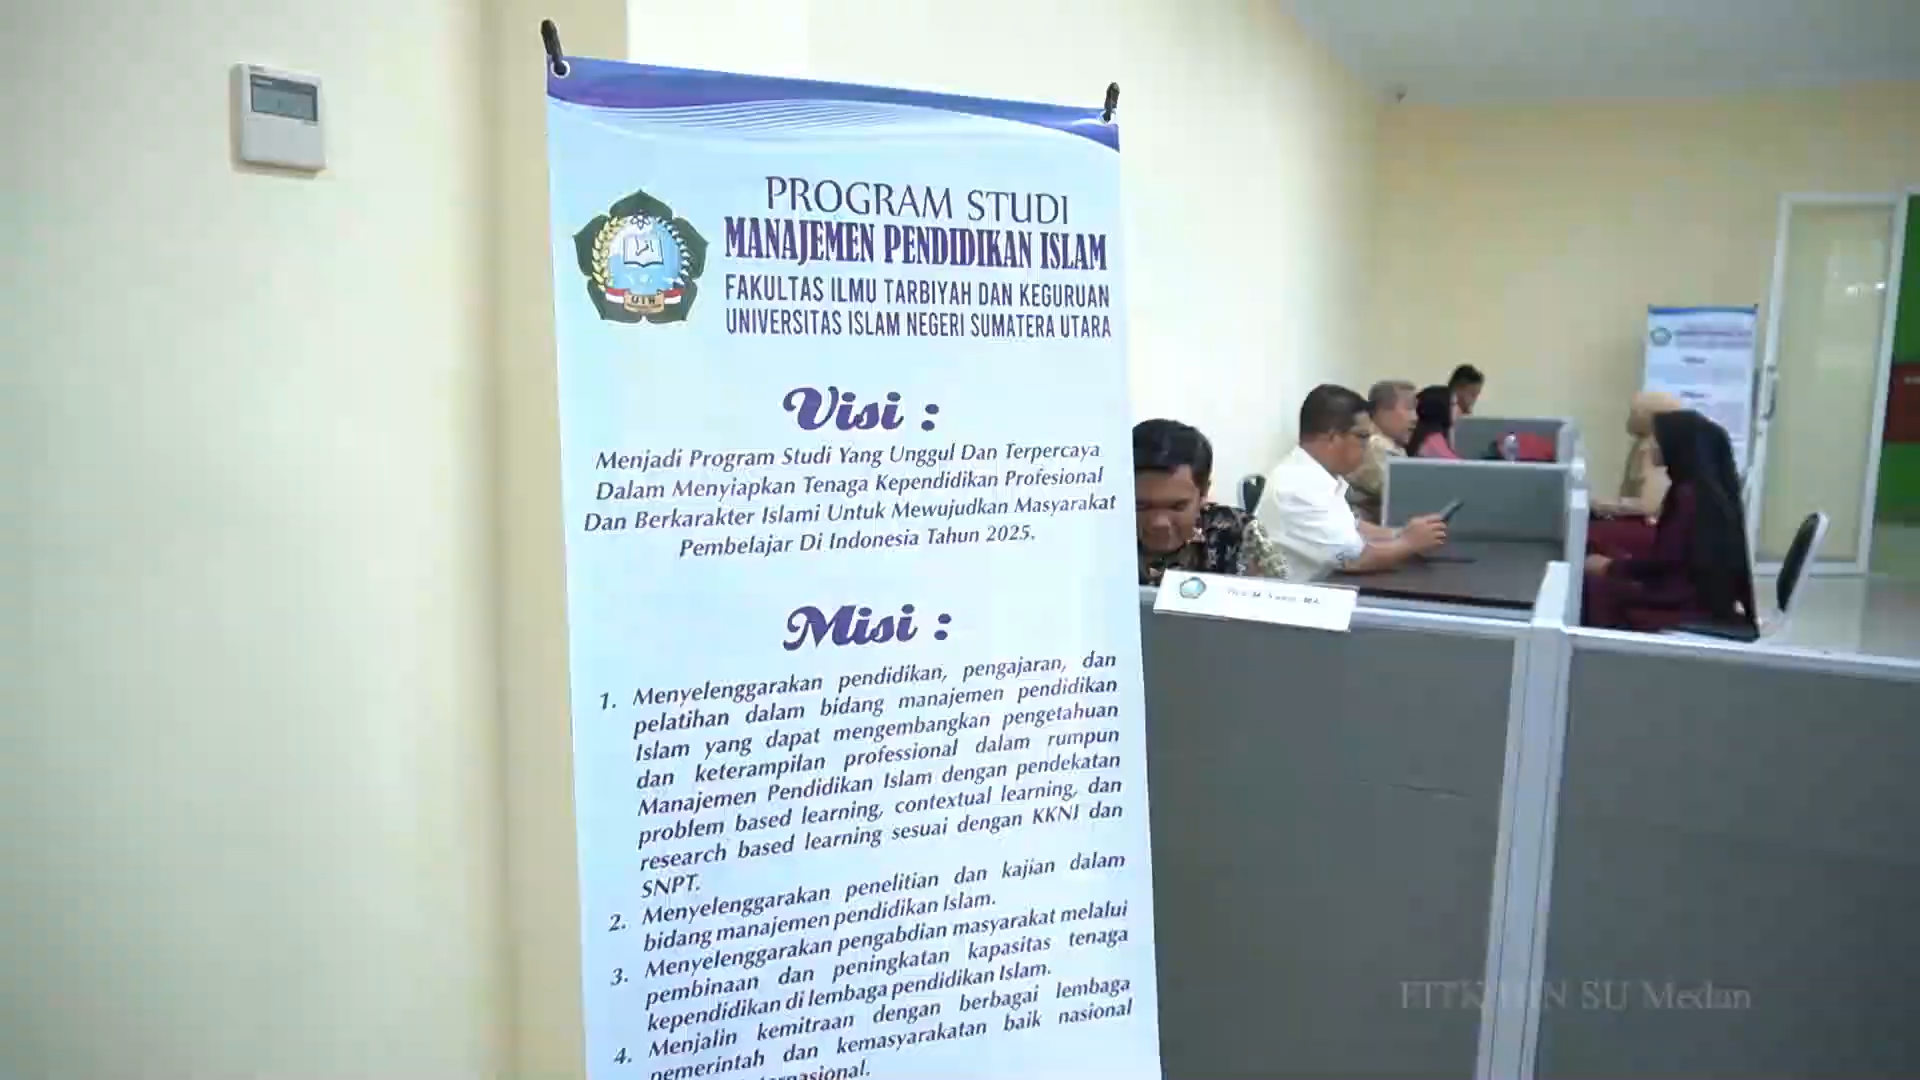 PROGRAM STUDI
MANAJEMEN PENDIDIKAN ISLAM
FAKULTAS ILMU TARBIYAH DAN KEGURUAN
UNIVERSITAS ISLAM NEGERI SUMATERA UTARA
UIN
Visi :
Menjadi Program Studi Yang Unggul Dan Terpercaya
Dalam Menyiapkan Tenaga Kependidikan Profesional
Dan Berkarakter Islami Untuk Mewujudkan Masyarakat
Pembelajar Di Indonesia Tahun 2025.
Misi :
1. Menyelenggarakan pendidikan, pengajaran, dan
pelatihan dalam bidang manajemen pendidikan
Islam yang dapat mengembangkan pengetahuan
dan keterampilan professional dalam rumpun
Manajemen Pendidikan Islam dengan pendekatan
problem based learning, contextual learning, dan
research based learning sesuai dengan KKNI dan
SNPT.
2. Menyelenggarakan penelitian dan kajian dalam
bidang manajemen pendidikan Islam.
3. Menyelenggarakan pengabdian masyarakat melalui
pembinaan dan peningkatan kapasitas tenaga
kependidikan di lembaga pendidikan Islam.
4. Menjalin kemitraan dengan berbagai lembaga
pemerintah dan kemasyarakatan baik nasional
FITK UIN SU Medan